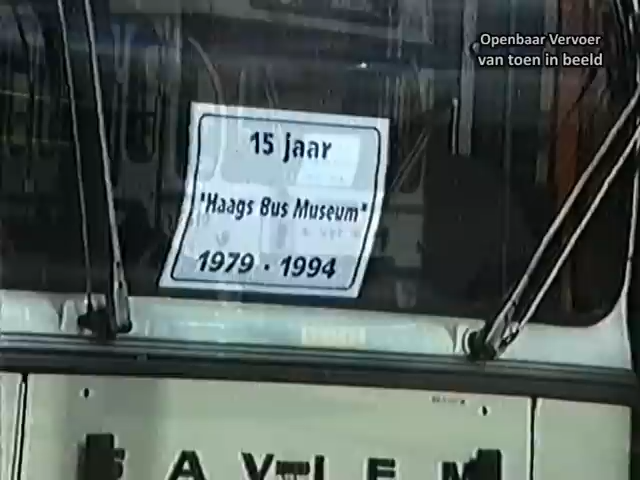 Openbaar Vervoer
van toen in beeld
15 jaar
"Haags Bus Museum"
1979 - 1994